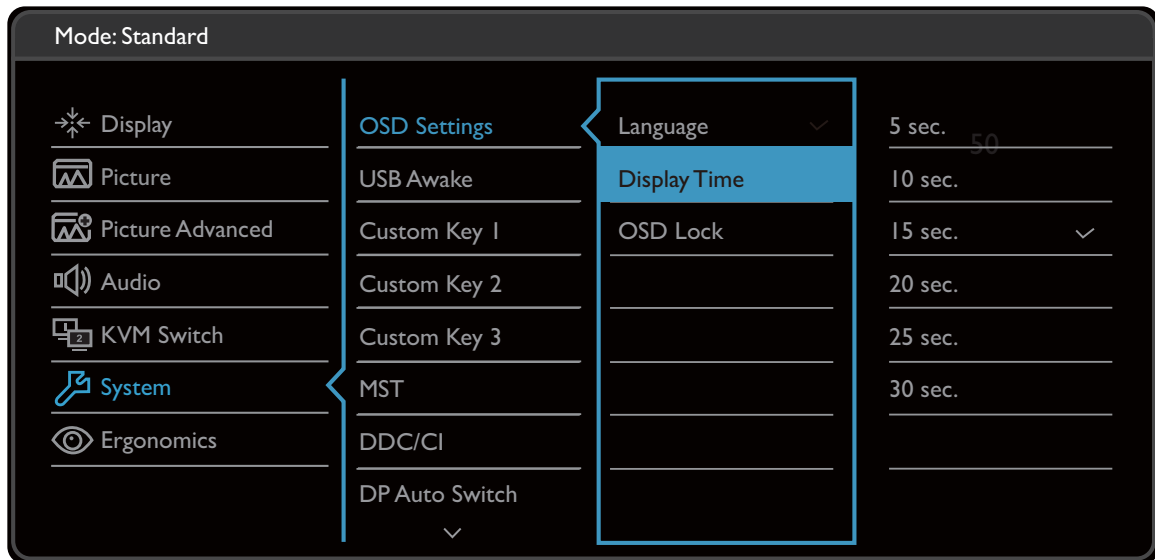 Mode: Standard
Display
Picture
Picture Advanced
Audio
KVM Switch
2
System
Ergonomics
OSD Settings
USB Awake
Custom Key 1
Custom Key 2
Custom Key 3
MST
DDC/CI
DP Auto Switch
Language
Display Time
OSD Lock
5 sec.
50
10 sec.
15 sec.
20 sec.
25 sec.
30 sec.